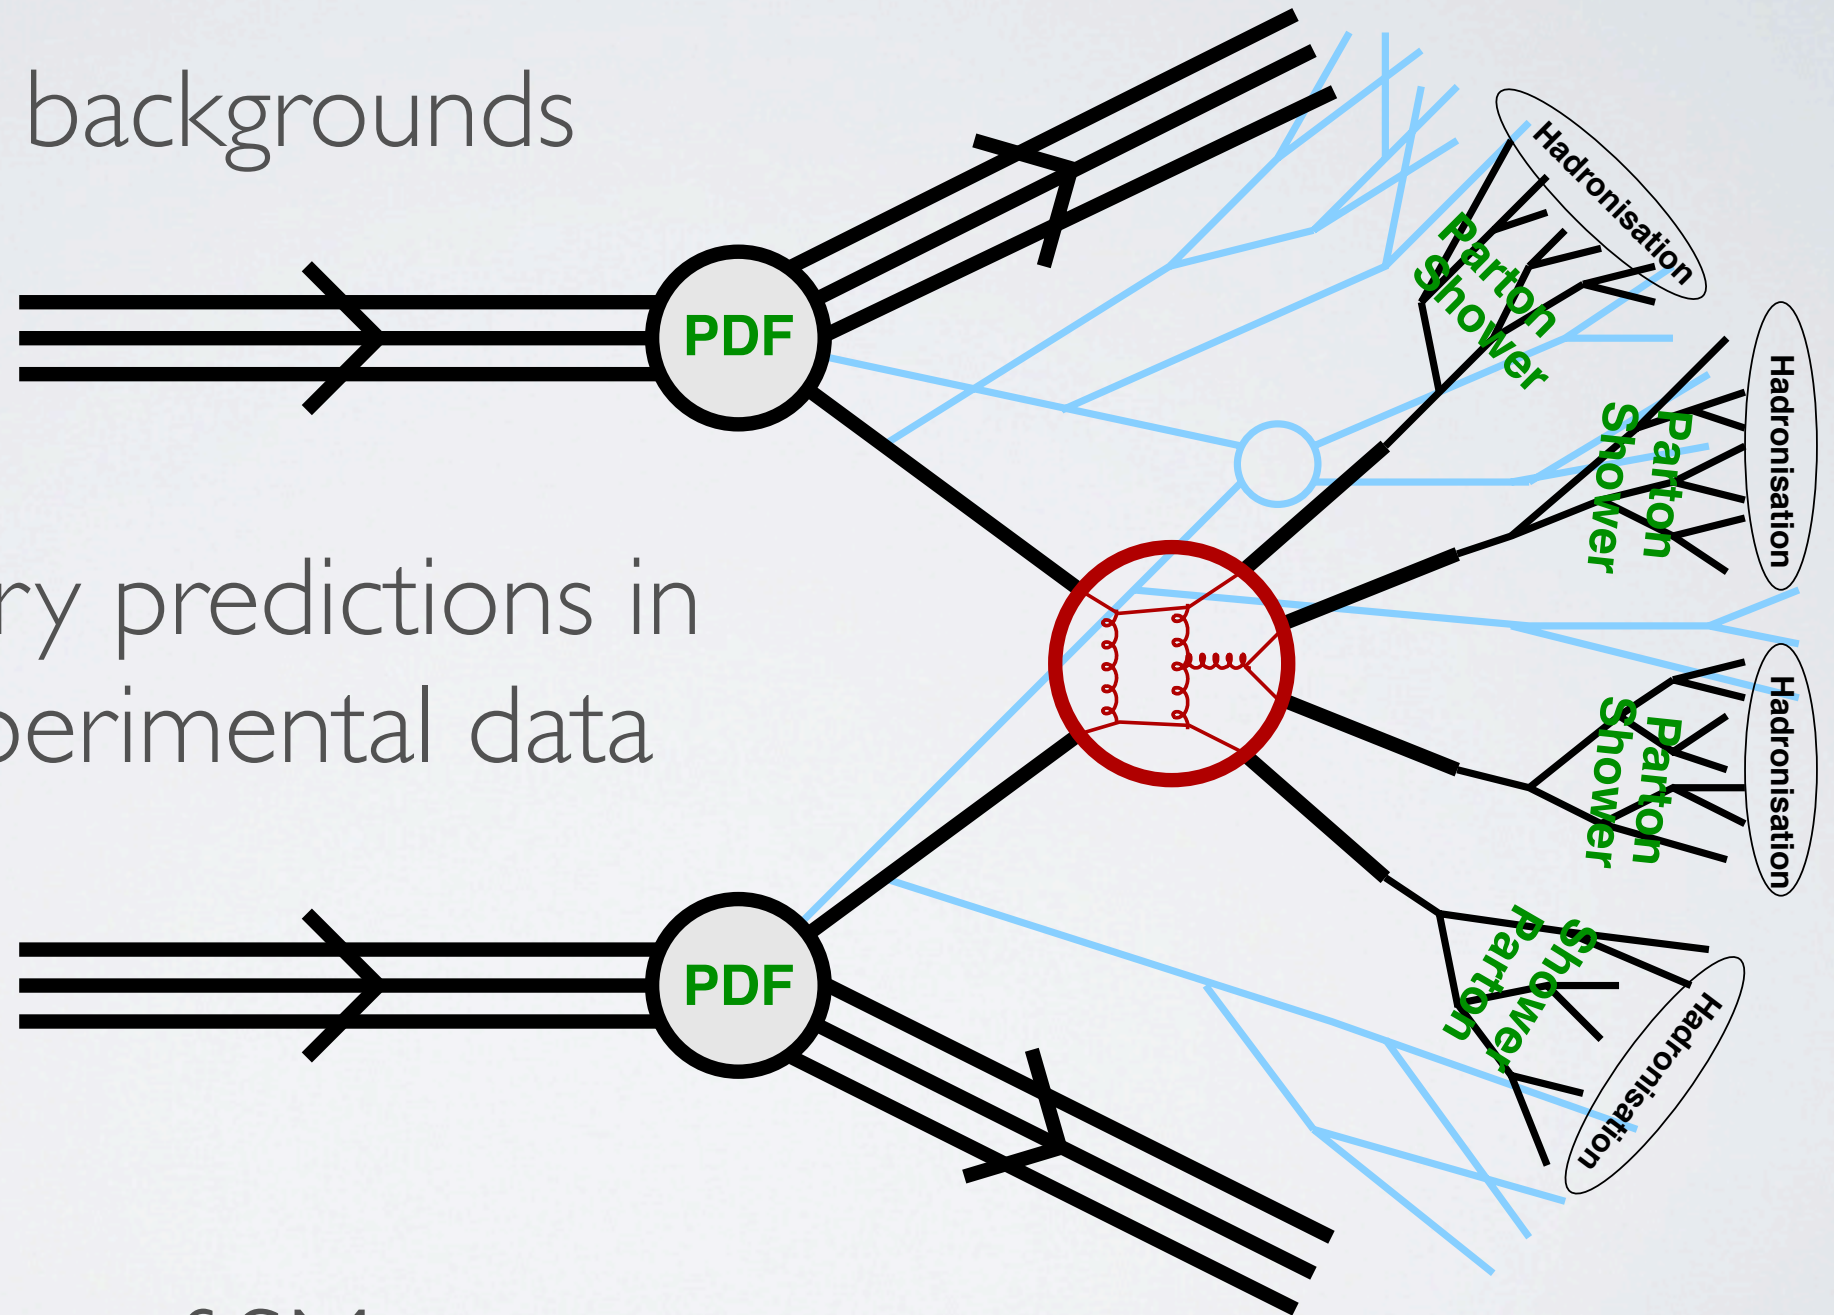 backgrounds
Hadronisation
Parton
Shower
PDF
Hadronisation
Parton
Shower
ry predictions in
perimental data
Hadronisation
Parton
Shower
PDF
Parton
Shower
Hadronisation